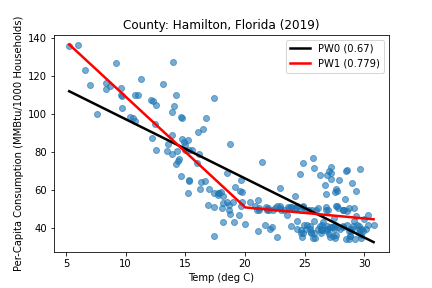 County: Hamilton, Florida (2019)
PW0 (0.67)
PW1 (0.779)
Per-Capita Consumption (MMBtu/1000 Households)
140
120
100
80
60
40
5 10 15 20 25 30
Temp (deg C)